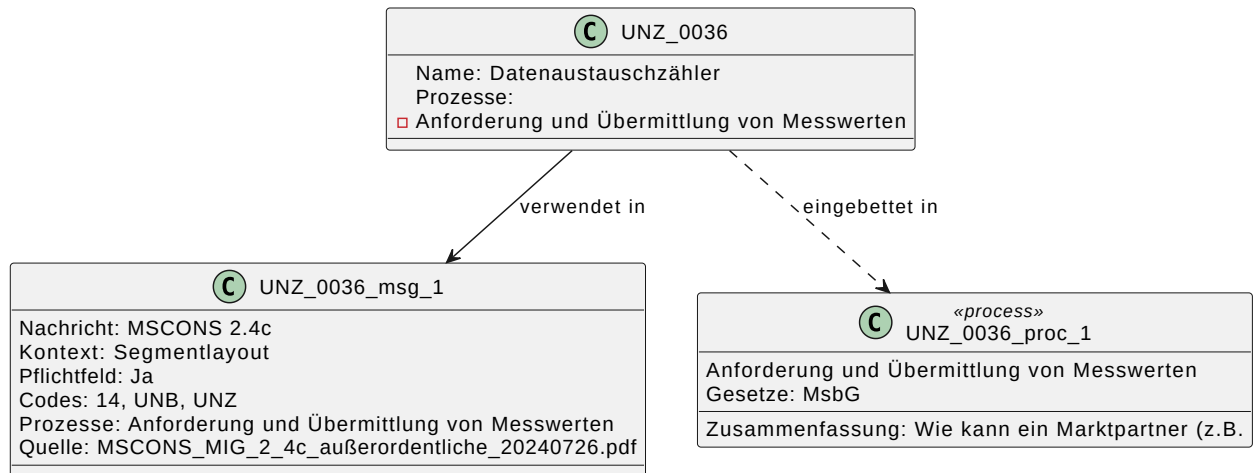 C UNZ_0036
Name: Datenaustauschzähler
Prozesse:
Anforderung und Übermittlung von Messwerten
verwendet in
eingebettet in
C UNZ_0036_msg_1
Nachricht: MSCONS 2.4c
Kontext: Segmentlayout
Pflichtfeld: Ja
Codes: 14, UNB, UNZ
Prozesse: Anforderung und Übermittlung von Messwerten
Quelle: MSCONS_MIG_2_4c_außerordentliche_20240726.pdf
«process»
C UNZ_0036_proc_1
Anforderung und Übermittlung von Messwerten
Gesetze: MsbG
Zusammenfassung: Wie kann ein Marktpartner (z.B.